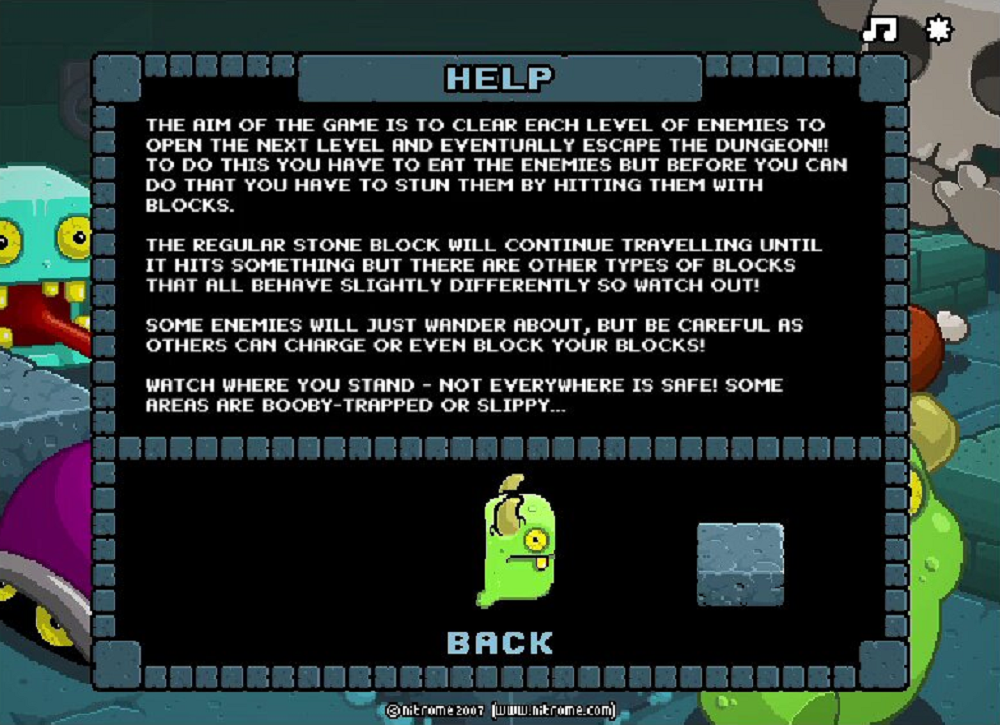 HELP
THE AIM OF THE GAME IS TO CLEAR EACH LEVEL OF ENEMIES TO
OPEN THE NEXT LEVEL AND EVENTUALLY ESCAPE THE DUNGEON!!
TO DO THIS YOU HAVE TO EAT THE ENEMIES BUT BEFORE YOU CAN
DO THAT YOU HAVE TO STUN THEM BY HITTING THEM WITH
BLOCKS.
THE REGULAR STONE BLOCK WILL CONTINUE TRAVELLING UNTIL
IT HITS SOMETHING BUT THERE ARE OTHER TYPES OF BLOCKS
THAT ALL BEHAVE SLIGHTLY DIFFERENTLY SO WATCH OUT!
SOME ENEMIES WILL JUST WANDER ABOUT, BUT BE CAREFUL AS
OTHERS CAN CHARGE OR EVEN BLOCK YOUR BLOCKS!
WATCH WHERE YOU STAND - NOT EVERYWHERE IS SAFE! SOME
AREAS ARE BOOBY-TRAPPED OR SLIPPY...
BACK
©nitrome2007 (www.nitrome.com)